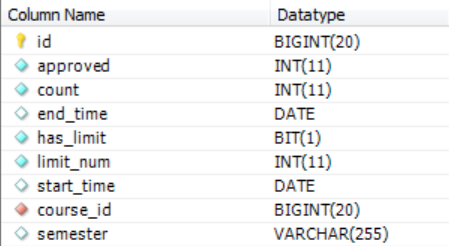 Column Name Datatype
id BIGINT(20)
approved INT(11)
count INT(11)
end_time DATE
has_limit BIT(1)
limit_num INT(11)
start_time DATE
course_id BIGINT(20)
semester VARCHAR(255)